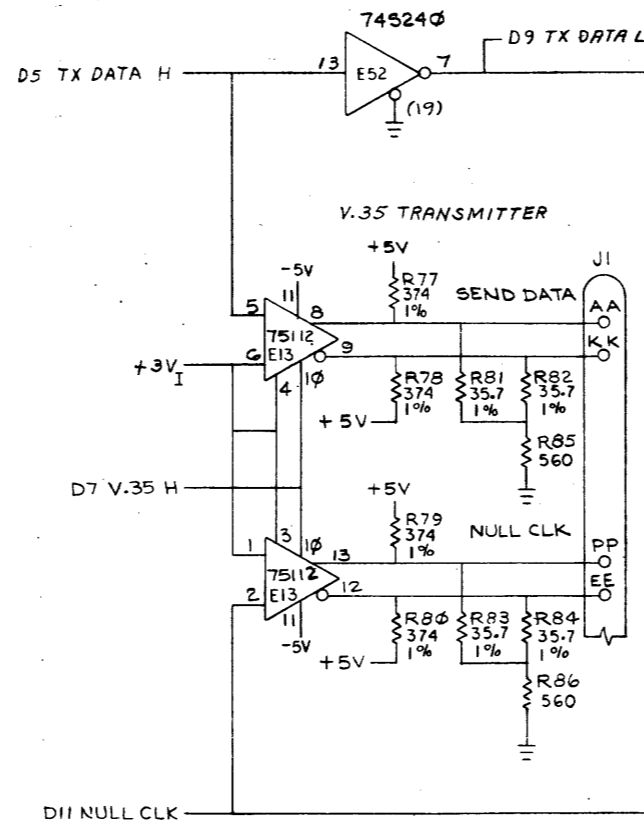 74S24Ø
D9 TX DATA L
D5 TX DATA H
13
E52
7
(19)
V.35 TRANSMITTER
+5V
J1
-5V
R77
374
1%
SEND DATA
5
11
8
AA
75112
E13
9
KK
+3V I
6
4
1Ø
R78
374
1%
R81
35.7
1%
R82
35.7
1%
+5V
R85
560
+5V
D7 V.35 H
R79
374
1%
NULL CLK
1
3
1Ø
13
PP
75112
E13
12
EE
2
11
-5V
R8Ø
374
1%
R83
35.7
1%
R84
35.7
1%
+5V
R86
560
D11 NULL CLK